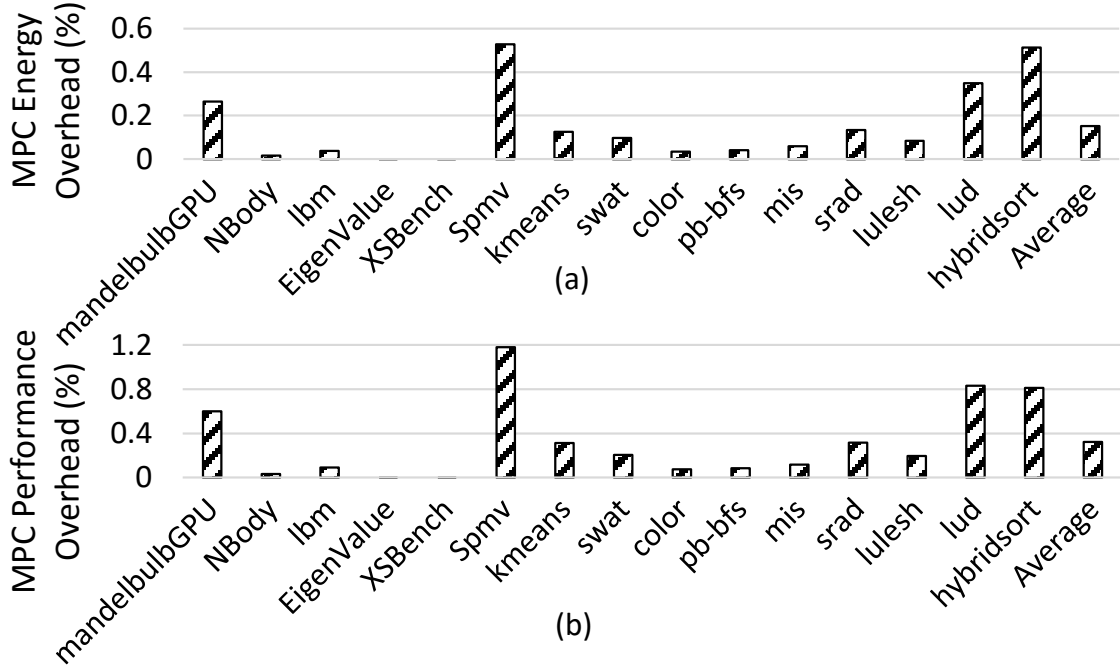 MPC Energy
Overhead (%)
0.6
0.4
0.2
0
mandelbulbGPU
NBody
lbm
EigenValue
XSBench
Spmv
kmeans
swat
color
pb-bfs
mis
srad
lulesh
lud
hybridsort
Average
(a)
MPC Performance
Overhead (%)
1.2
0.8
0.4
0
mandelbulbGPU
NBody
lbm
EigenValue
XSBench
Spmv
kmeans
swat
color
pb-bfs
mis
srad
lulesh
lud
hybridsort
Average
(b)